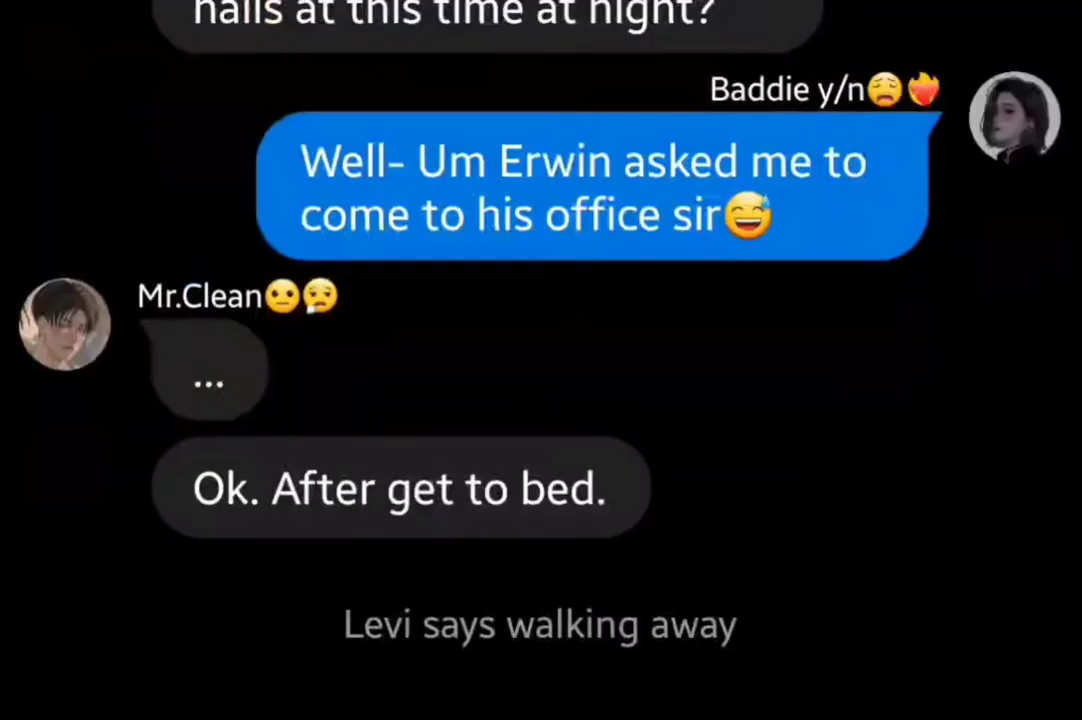 halls at this time at night?
Baddie y/n😩❤️‍🔥
Well- Um Erwin asked me to
come to his office sir😅
Mr.Clean😐😮‍💨
...
Ok. After get to bed.
Levi says walking away